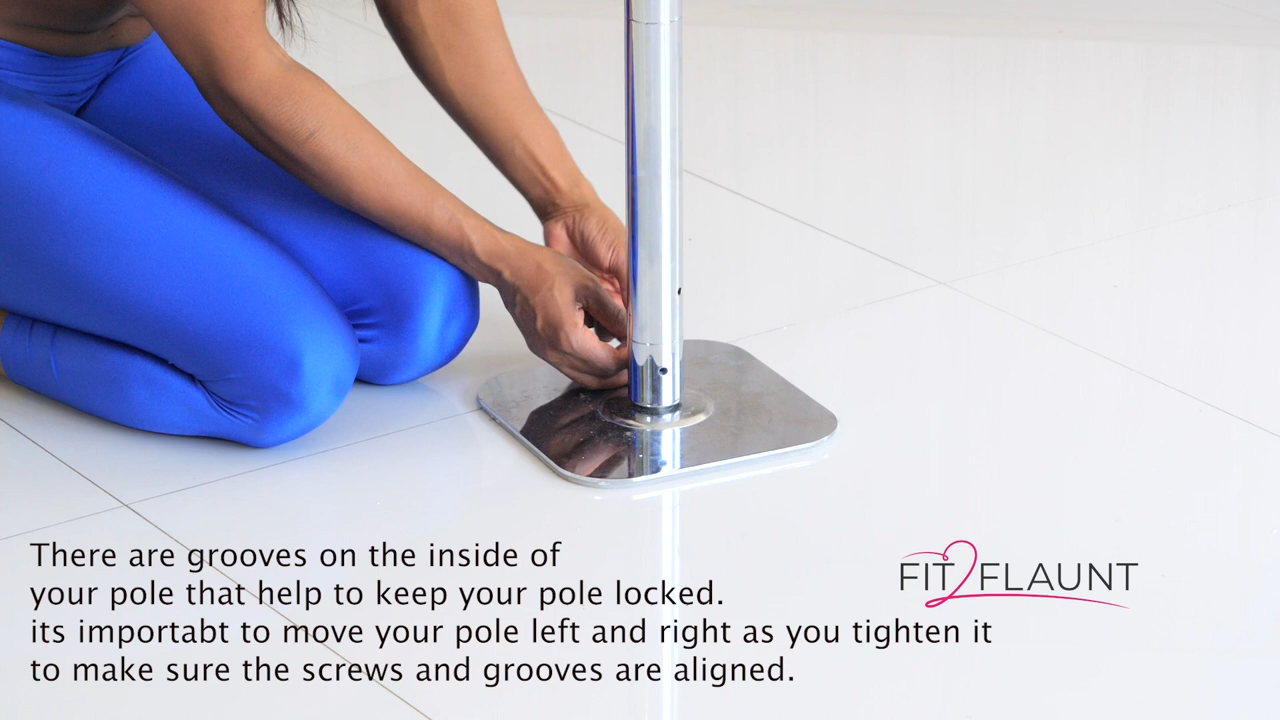 There are grooves on the inside of
your pole that help to keep your pole locked.
its importabt to move your pole left and right as you tighten it
to make sure the screws and grooves are aligned.
FIT2FLAUNT